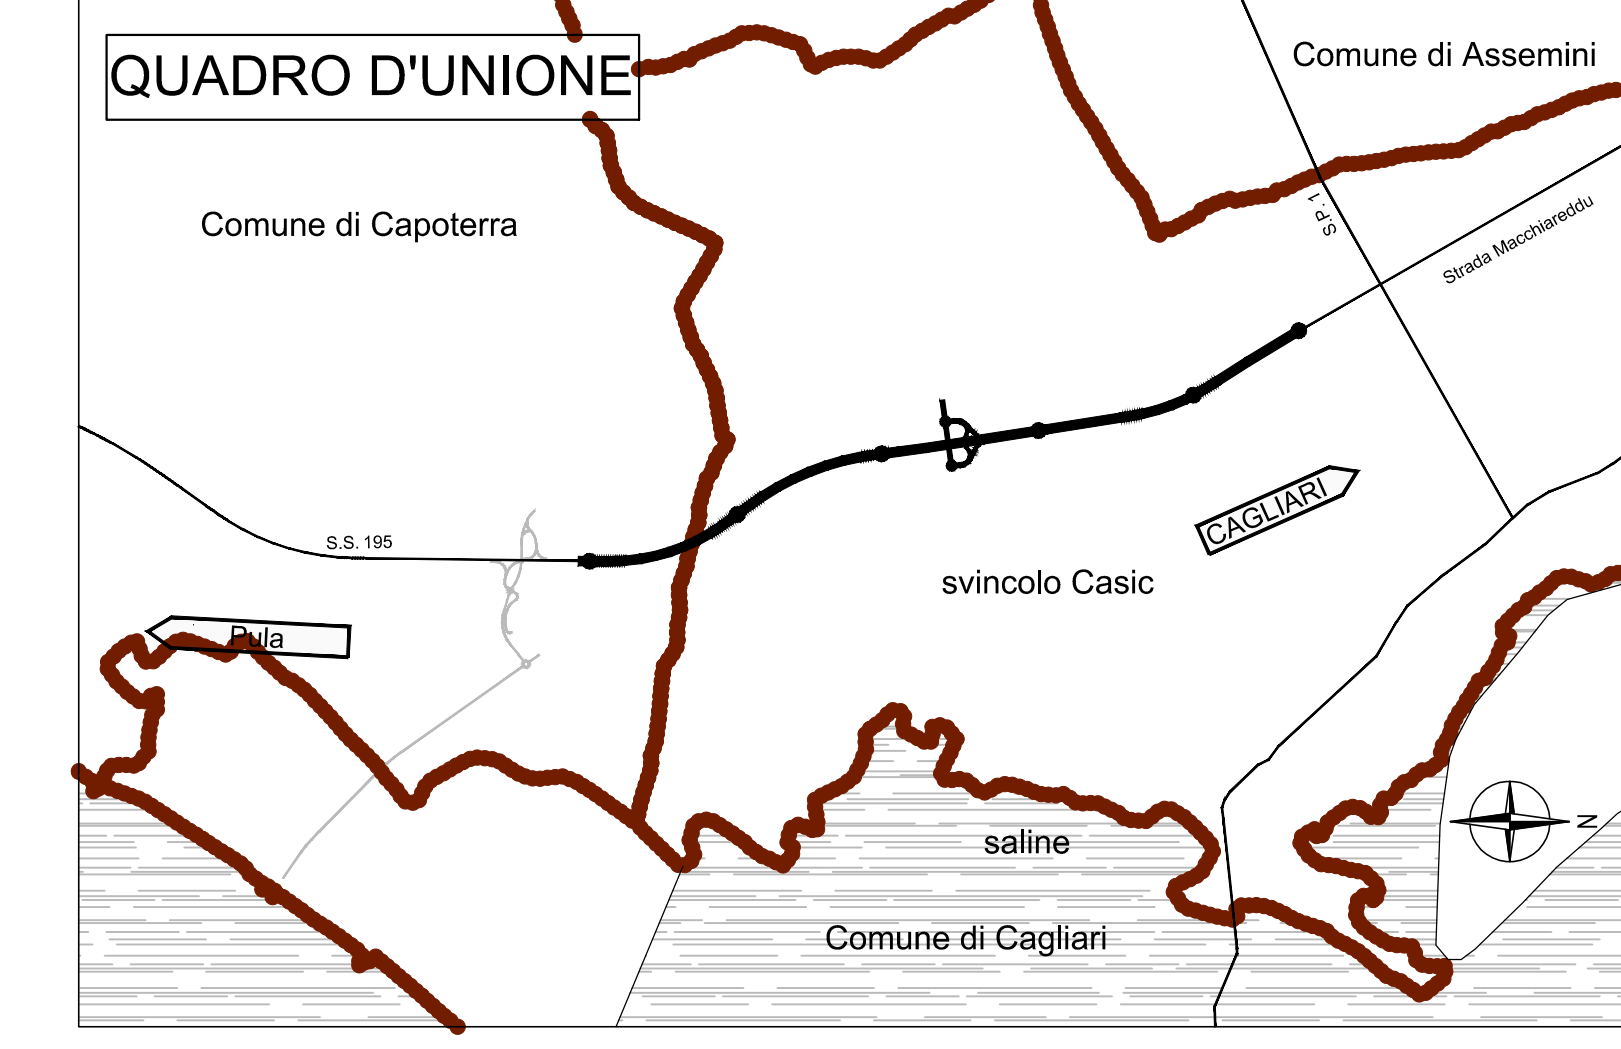 QUADRO D'UNIONE
Comune di Assemini
Comune di Capoterra
S.P. 1
Strada Macchiareddu
CAGLIARI
S.S. 195
svincolo Casic
Pula
saline
N
Comune di Cagliari